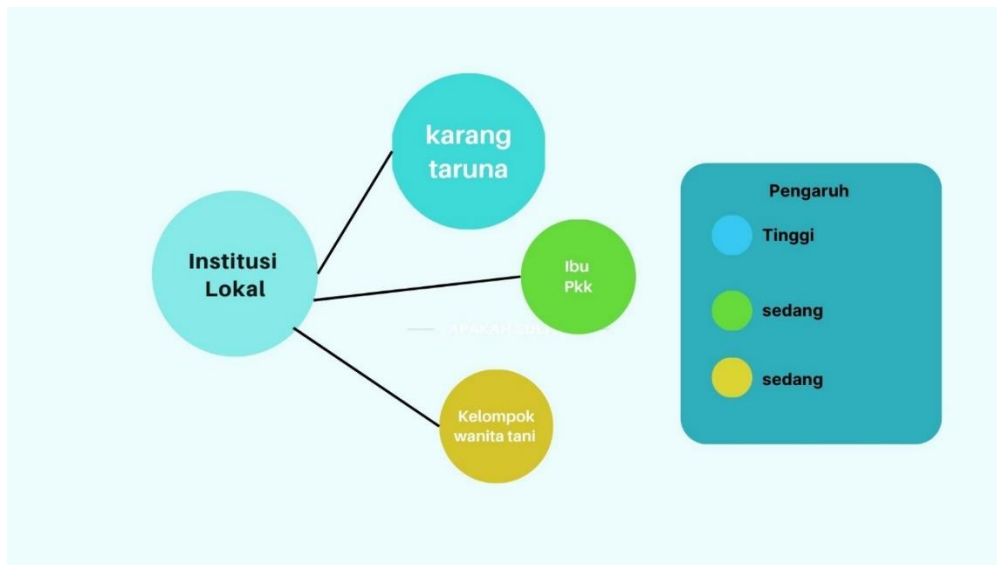 karang
taruna
Institusi
Lokal
Ibu
Pkk
Kelompok
wanita tani
Pengaruh
Tinggi
sedang
sedang